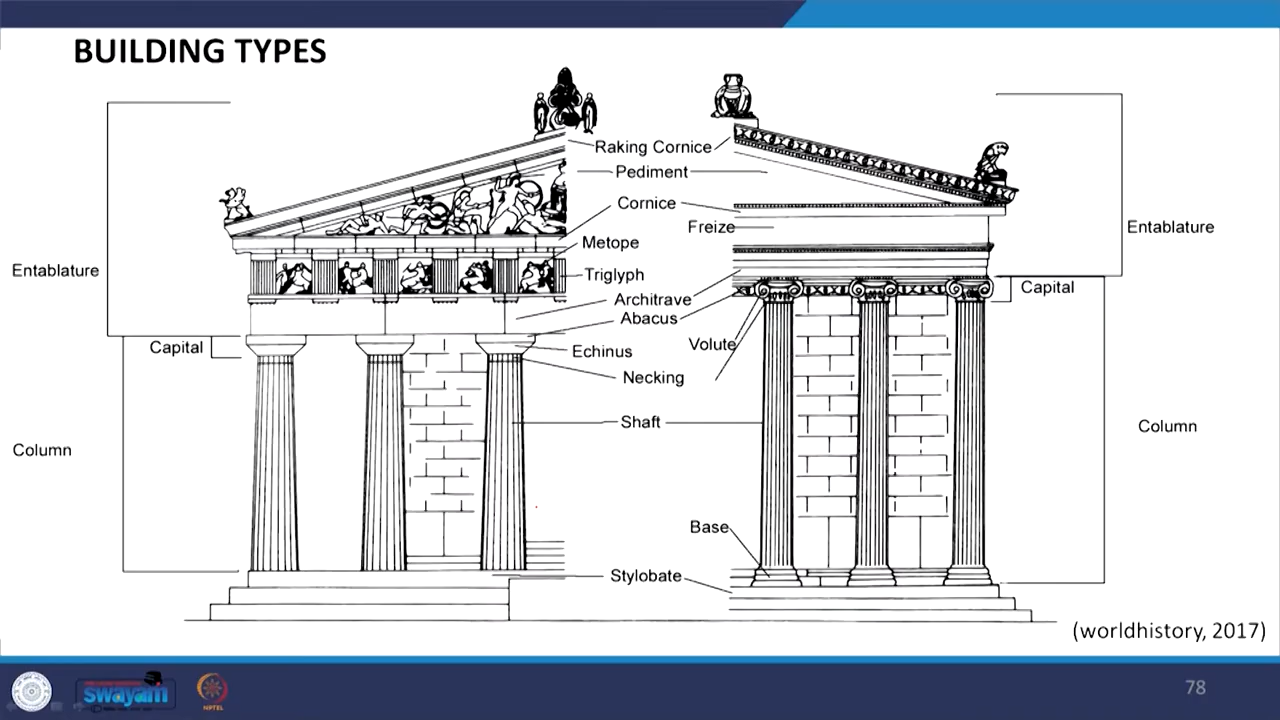 BUILDING TYPES
Raking Cornice
Pediment
Cornice
Freize
Entablature
Metope
Entablature
Triglyph
Capital
Architrave
Abacus
Volute
Capital
Echinus
Necking
Shaft
Column
Column
Base
Stylobate
(worldhistory, 2017)
swayam
NPTEL
78